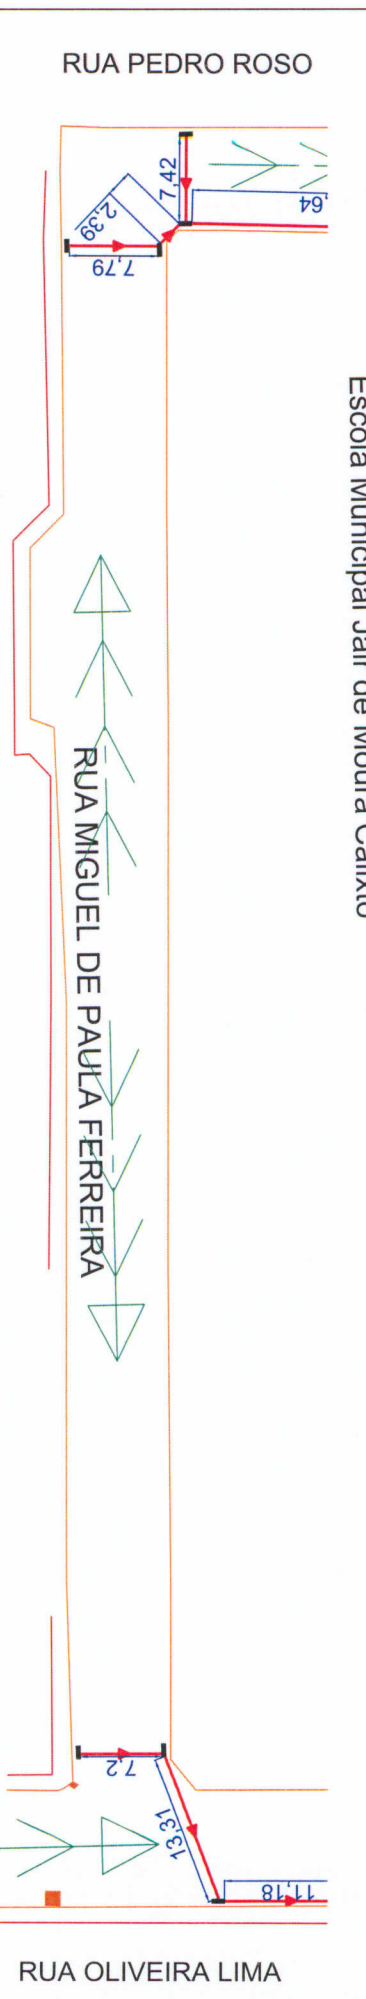 RUA PEDRO ROSO
7,42
2,39
7,79
,64
Escola Municipal Jair de Moura Calixto
RUA MIGUEL DE PAULA FERREIRA
7,2
13,31
11,18
RUA OLIVEIRA LIMA